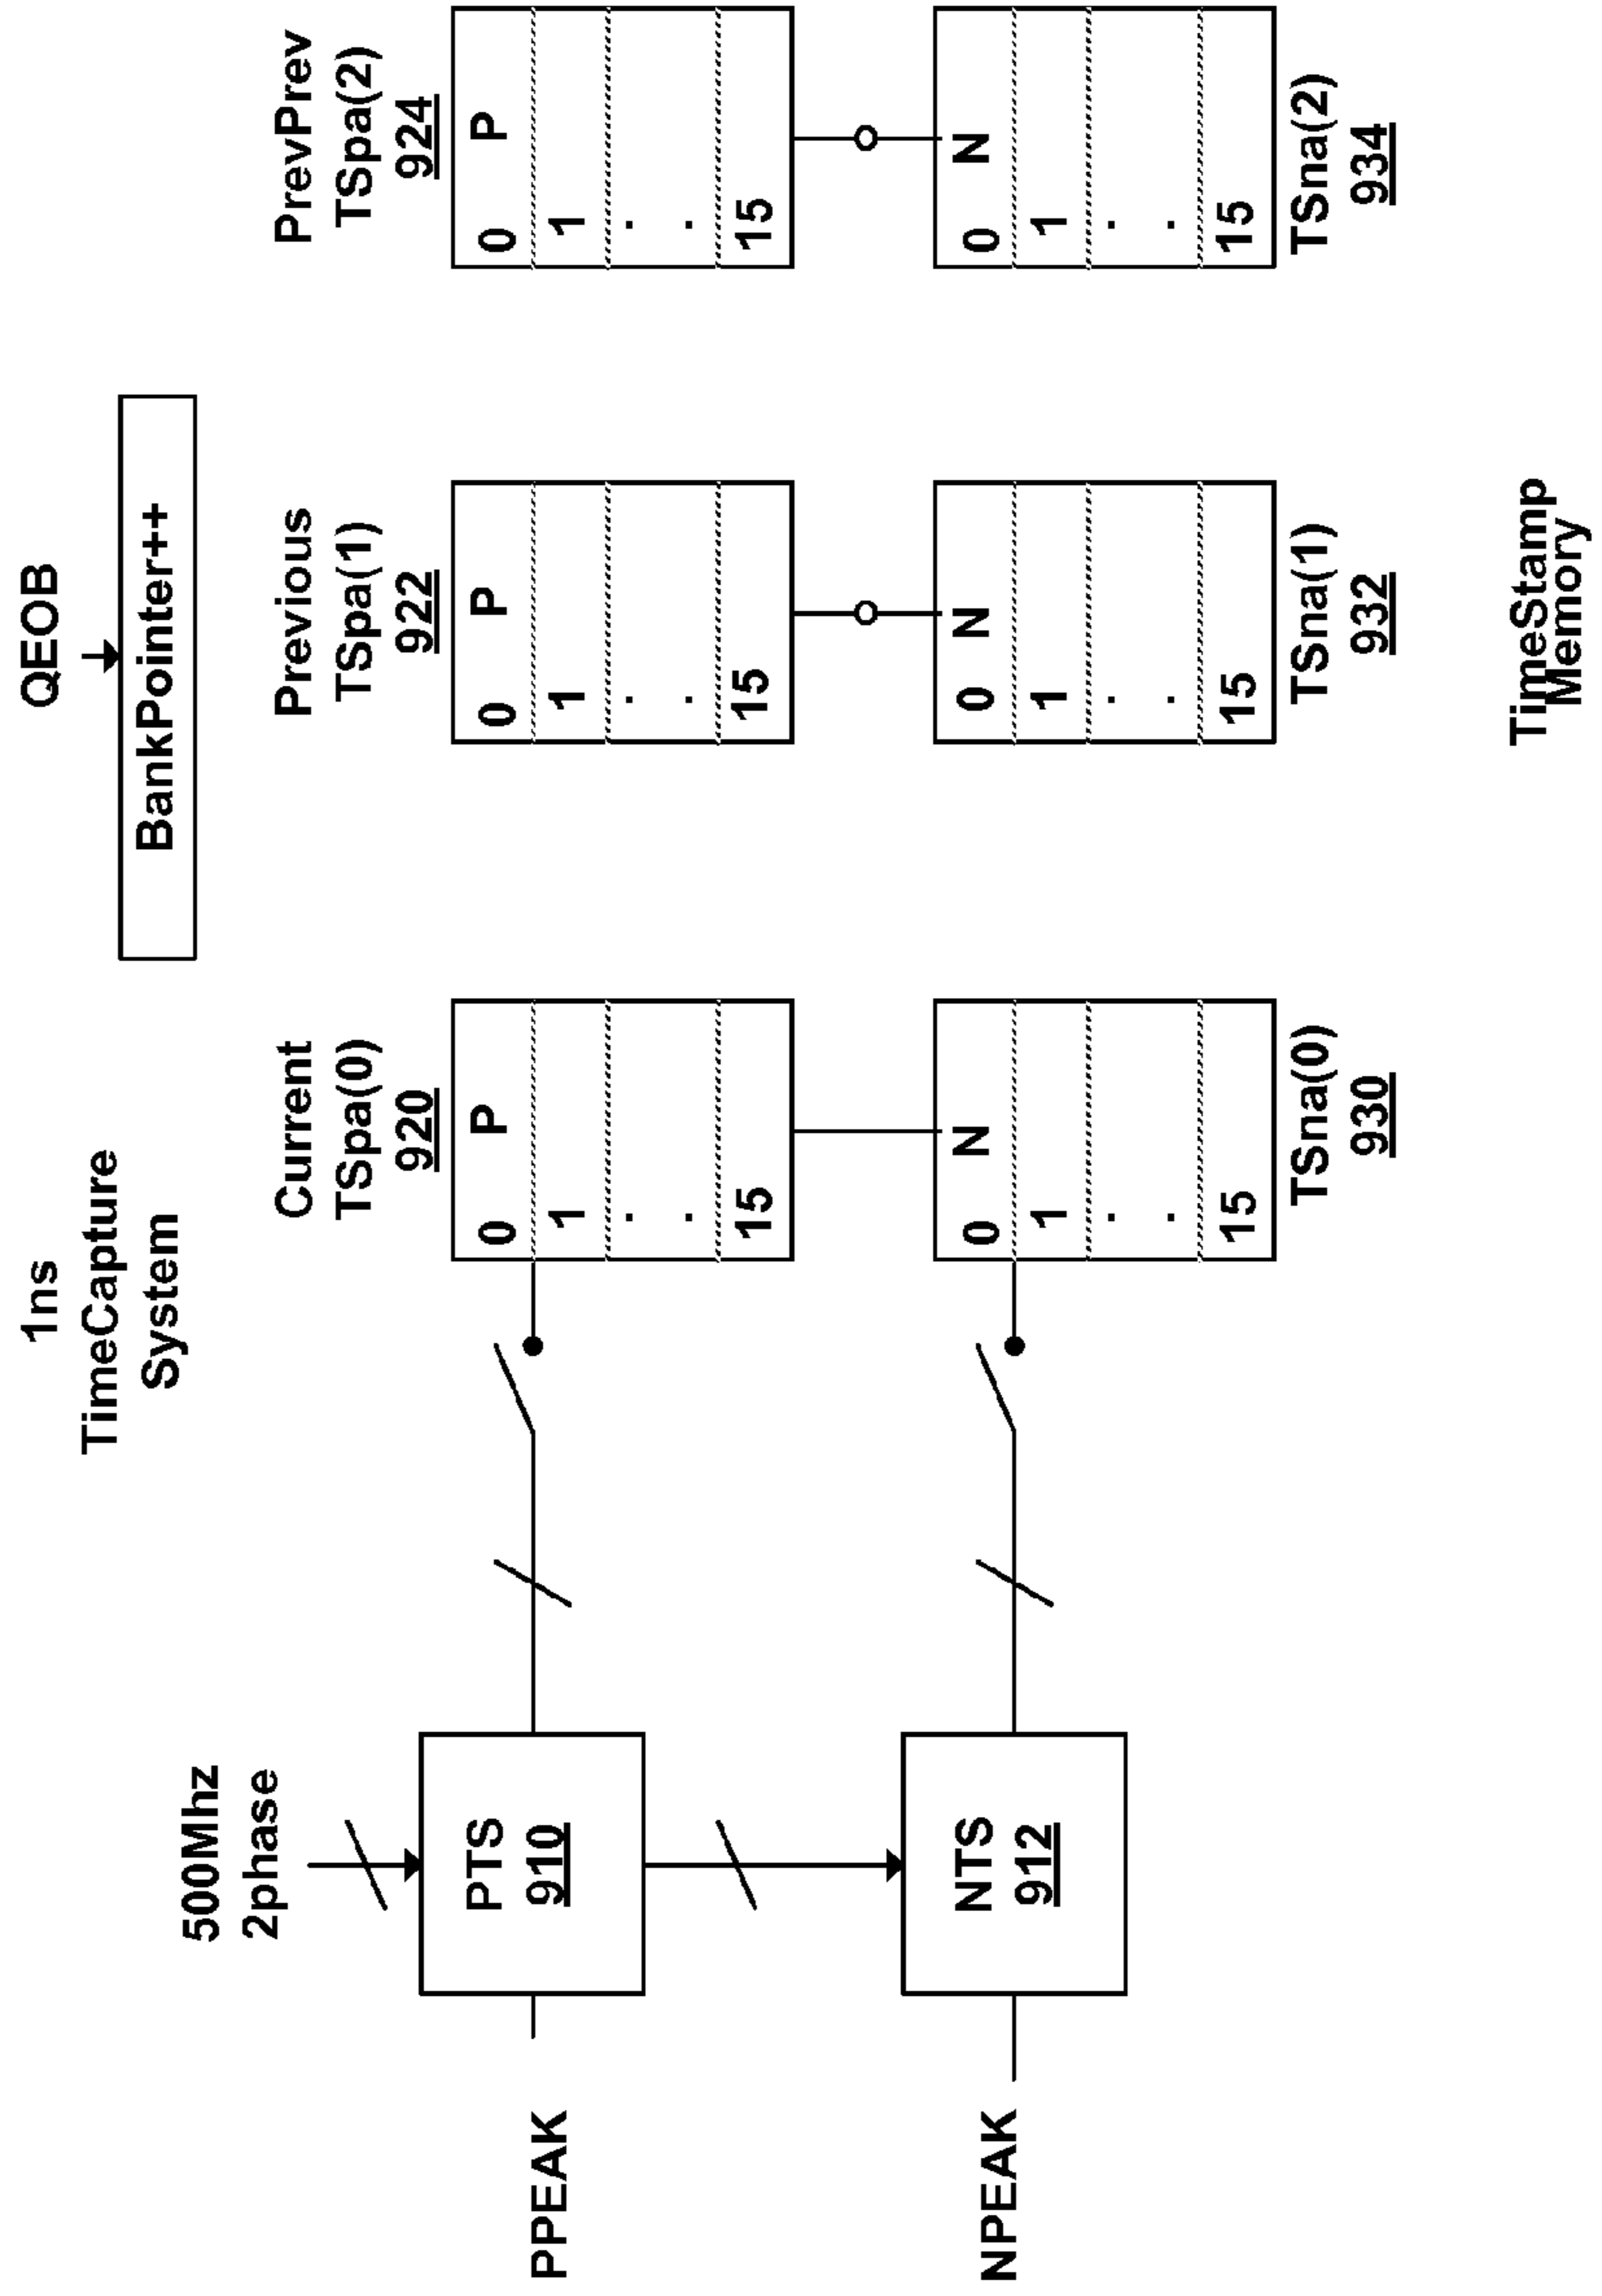 1ns
TimeCapture
System
QEOB
BankPointer++
500Mhz
2phase
Current
TSpa(0)
920
Previous
TSpa(1)
922
PrevPrev
TSpa(2)
924
PPEAK
PTS
910
0 P
1
. .
15
0 P
1
. .
15
0 P
1
. .
15
NPEAK
NTS
912
0 N
1
. .
15
0 N
1
. .
15
0 N
1
. .
15
TSna(0)
930
TSna(1)
932
TSna(2)
934
TimeStamp
Memory